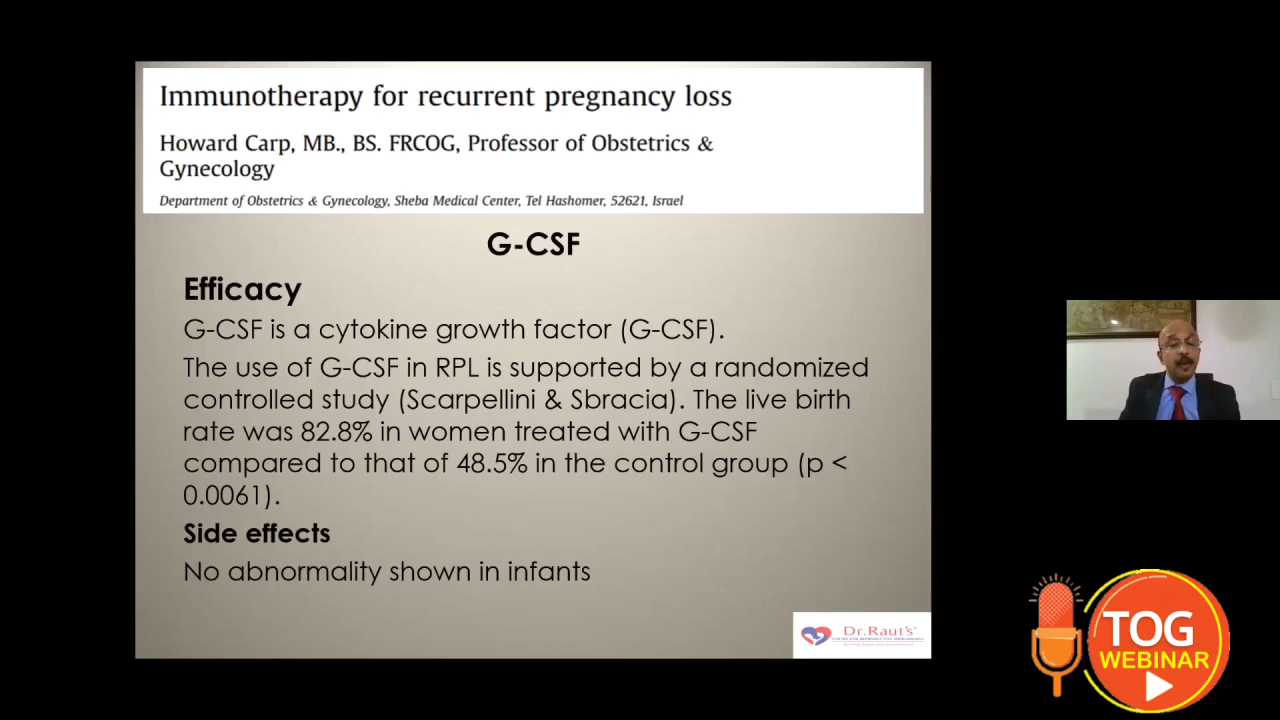 Immunotherapy for recurrent pregnancy loss
Howard Carp, MB., BS. FRCOG, Professor of Obstetrics &
Gynecology
Department of Obstetrics & Gynecology, Sheba Medical Center, Tel Hashomer, 52621, Israel
G-CSF
Efficacy
G-CSF is a cytokine growth factor (G-CSF).
The use of G-CSF in RPL is supported by a randomized
controlled study (Scarpellini & Sbracia). The live birth
rate was 82.8% in women treated with G-CSF
compared to that of 48.5% in the control group (p <
0.0061).
Side effects
No abnormality shown in infants
Dr.Raut's
TOG
WEBINAR